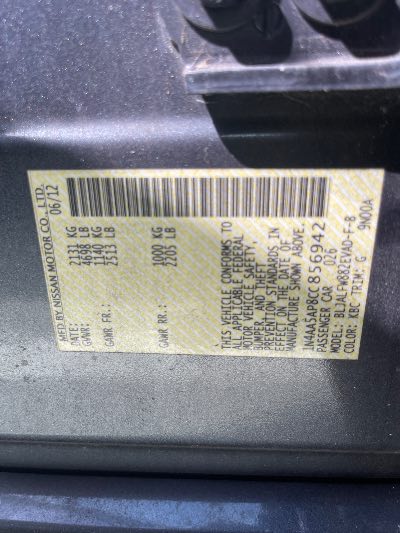 MFD.BY NISSAN MOTOR CO., LTD.
06/12
GVWR: 2131 KG
4698 LB
GAWR FR.: 1140 KG
2513 LB
GAWR RR.: 1000 KG
2205 LB
THIS VEHICLE CONFORMS TO
ALL APPLICABLE FEDERAL
MOTOR VEHICLE SAFETY,
BUMPER, AND THEFT
PREVENTION STANDARDS
IN EFFECT ON THE DATE OF
MANUFACTURE SHOWN ABOVE.
1N4AA5AP8CC856942
PASSENGER CAR D26
MODEL: BLJALFWA
COLOR: KBC TRIM: G 9N00A